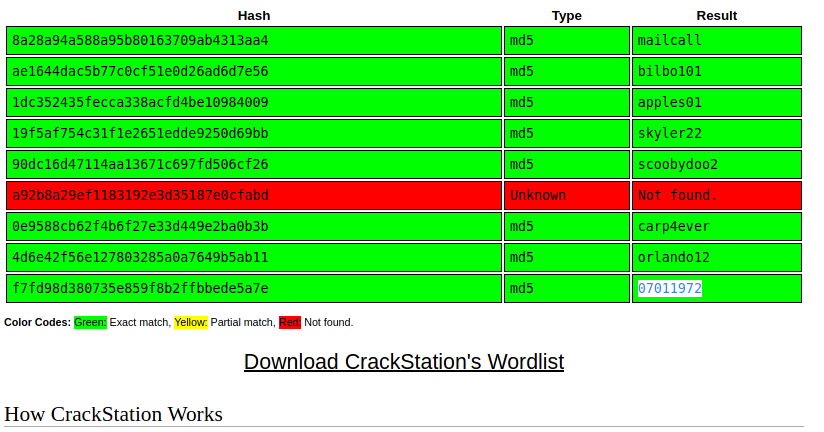 Hash Type Result
8a28a94a588a95b80163709ab4313aa4 md5 mailcall
ae1644dac5b77c0cf51e0d26ad6d7e56 md5 bilbo101
1dc352435fecca338acfd4be10984009 md5 apples01
19f5af754c31f1e2651edde9250d69bb md5 skyler22
90dc16d47114aa13671c697fd506cf26 md5 scoobydoo2
a92b8a29ef1183192e3d35187e0cfabd Unknown Not found.
0e9588cb62f4b6f27e33d449e2ba0b3b md5 carp4ever
4d6e42f56e127803285a0a7649b5ab11 md5 orlando12
f7fd98d380735e859f8b2ffbbede5a7e md5 07011972
Color Codes: Green: Exact match, Yellow: Partial match, Red: Not found.
Download CrackStation's Wordlist
How CrackStation Works